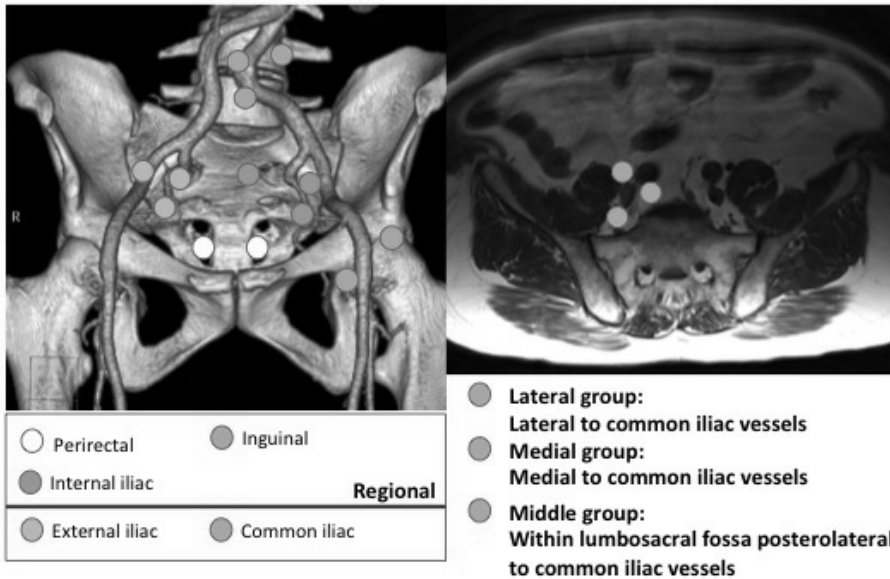 R
Perirectal
Inguinal
Internal iliac
Regional
External iliac
Common iliac
Lateral group:
Lateral to common iliac vessels
Medial group:
Medial to common iliac vessels
Middle group:
Within lumbosacral fossa posterolateral
to common iliac vessels